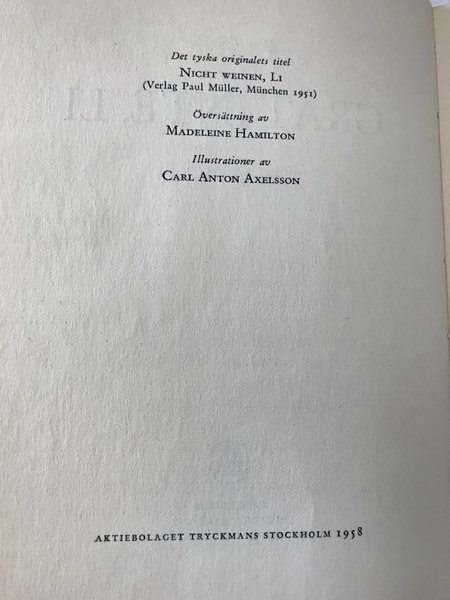 Det tyska originalets titel
NICHT WEINEN, LI
(Verlag Paul Müller, München 1951)
Översättning av
MADELEINE HAMILTON
Illustrationer av
CARL ANTON AXELSSON
AKTIEBOLAGET TRYCKMANS STOCKHOLM 1958